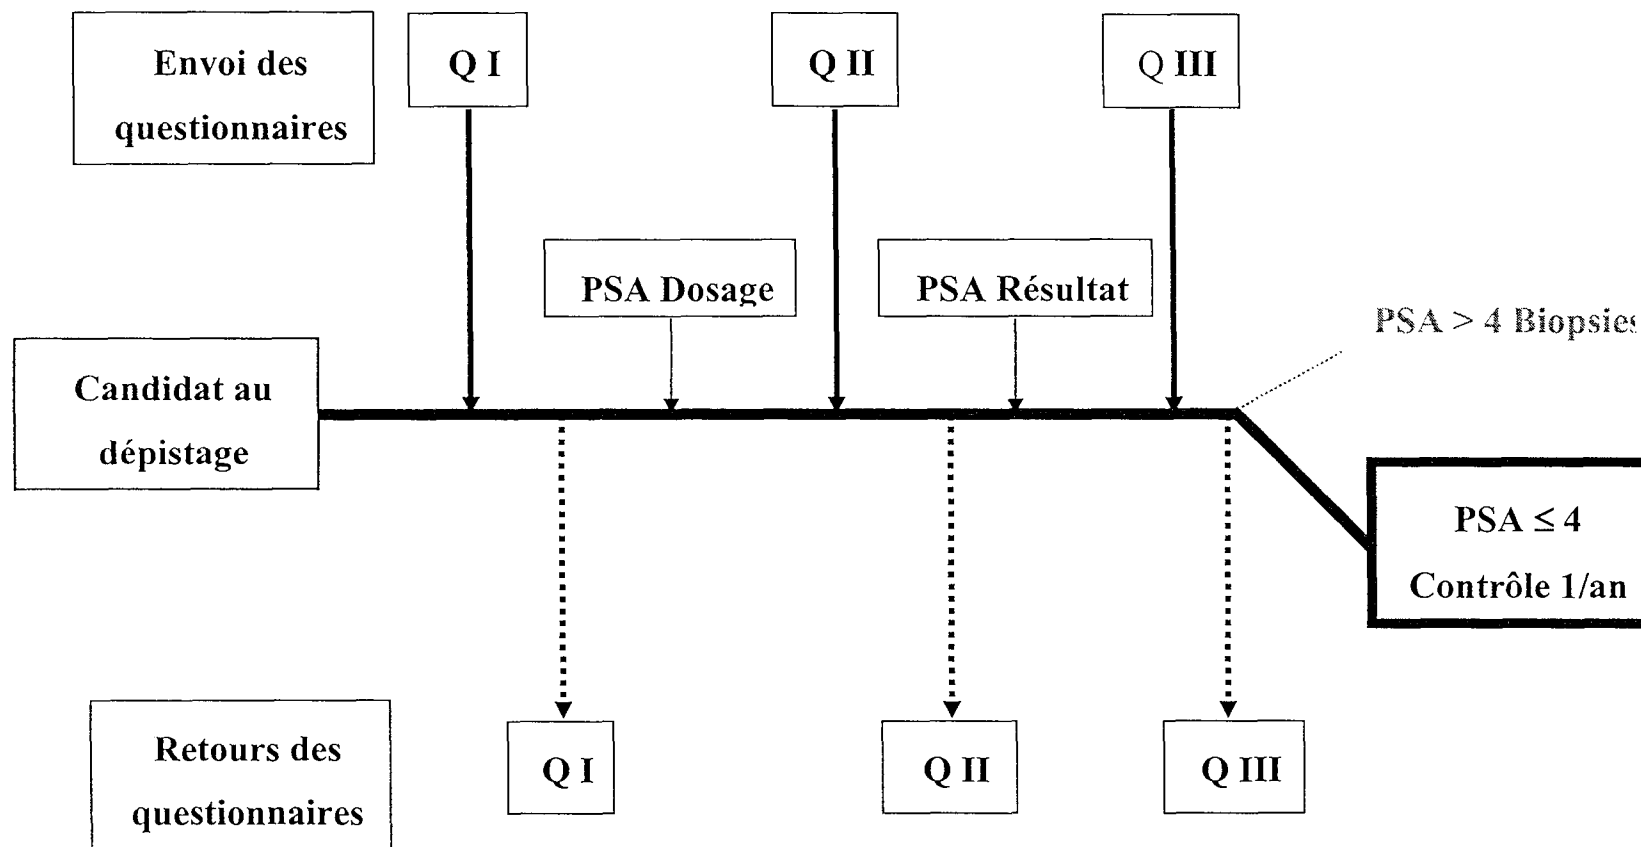 Envoi des
questionnaires
Q I
Q II
Q III
PSA Dosage
PSA Résultat
PSA > 4 Biopsies
Candidat au
dépistage
PSA ≤ 4
Contrôle 1/an
Retours des
questionnaires
Q I
Q II
Q III